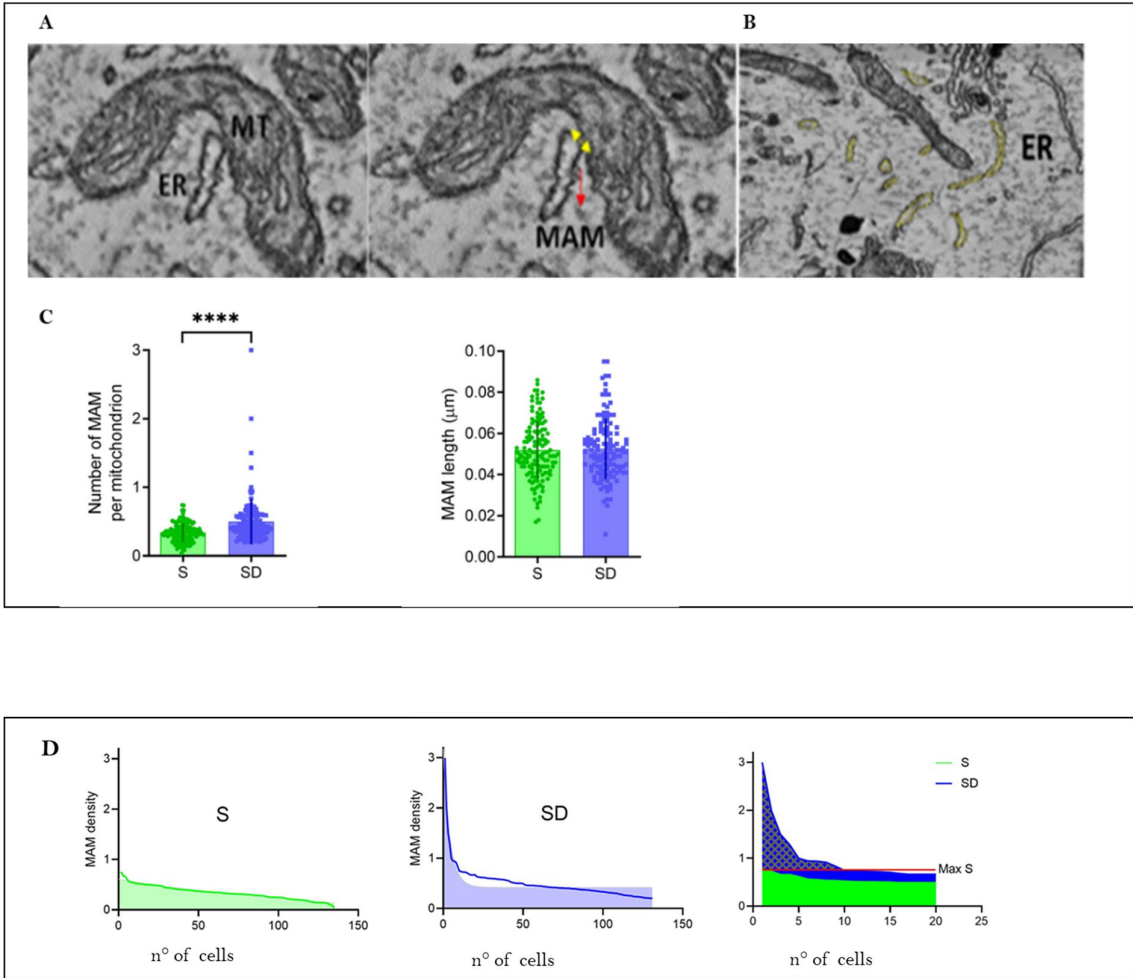 A
B
MT
ER
MAM
ER
C
****
Number of MAM
per mitochondrion
3
2
1
0
S
SD
MAM length (μm)
0.10
0.08
0.06
0.04
0.02
0.00
S
SD
D
MAM density
3
2
1
0
S
0
50
100
150
n° of cells
MAM density
3
2
1
0
SD
0
50
100
150
n° of cells
3
2
1
0
S
SD
Max S
0
5
10
15
20
25
n° of cells